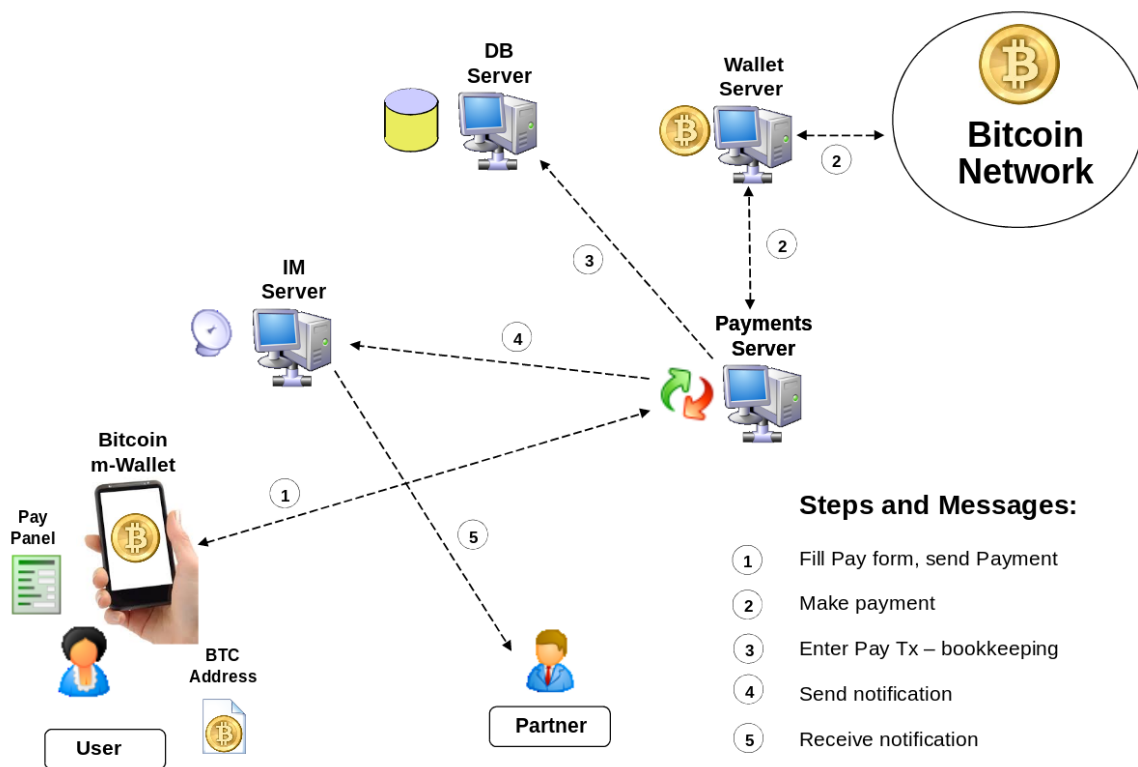 DB
Server
Wallet
Server
Bitcoin
Network
2
2
3
IM
Server
Payments
Server
4
Bitcoin
m-Wallet
1
Pay
Panel
5
Steps and Messages:
1 Fill Pay form, send Payment
2 Make payment
3 Enter Pay Tx – bookkeeping
4 Send notification
5 Receive notification
BTC
Address
User
Partner